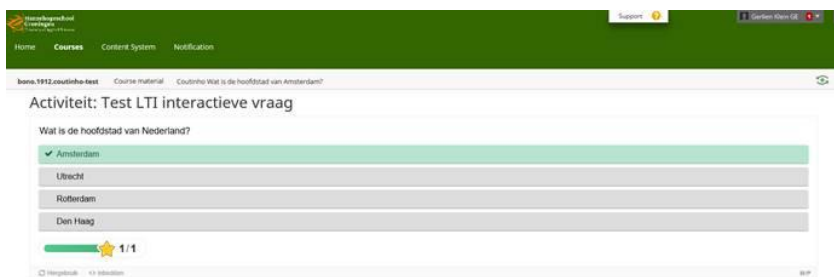 Hanzehogeschool
Groningen
Support
Gerlien Klein GE
Home Courses Content System Notification
bono.1912.coutinho-test Course material Coutinho Wat is de hoofdstad van Amsterdam?
Activiteit: Test LTI interactieve vraag
Wat is de hoofdstad van Nederland?
Amsterdam
Utrecht
Rotterdam
Den Haag
1/1
Hergebruik <> Inbedden